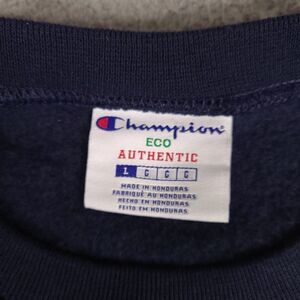 Champion
ECO
AUTHENTIC
L G G G
MADE IN HONDURAS
FABRIQUÉ AU HONDURAS
HECHO EN HONDURAS
FEITO EM HONDURAS